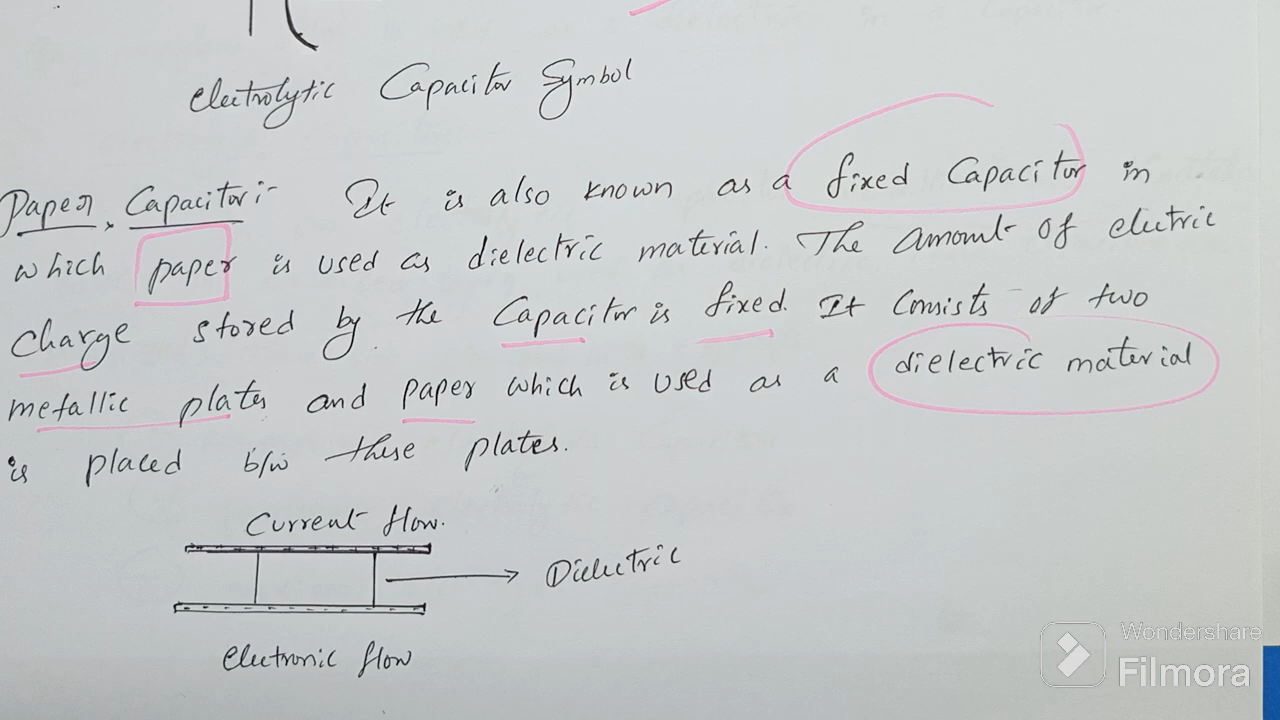 Electrolytic Capacitor Symbol
Paper Capacitor:- It is also known as a fixed Capacitor in
which paper is used as dielectric material. The amount of electric
charge stored by the Capacitor is fixed. It consists of two
metallic plates and paper which is used as a dielectric material
is placed b/w these plates.
Current flow.
Dielectric
Electronic flow
Wondershare
Filmora